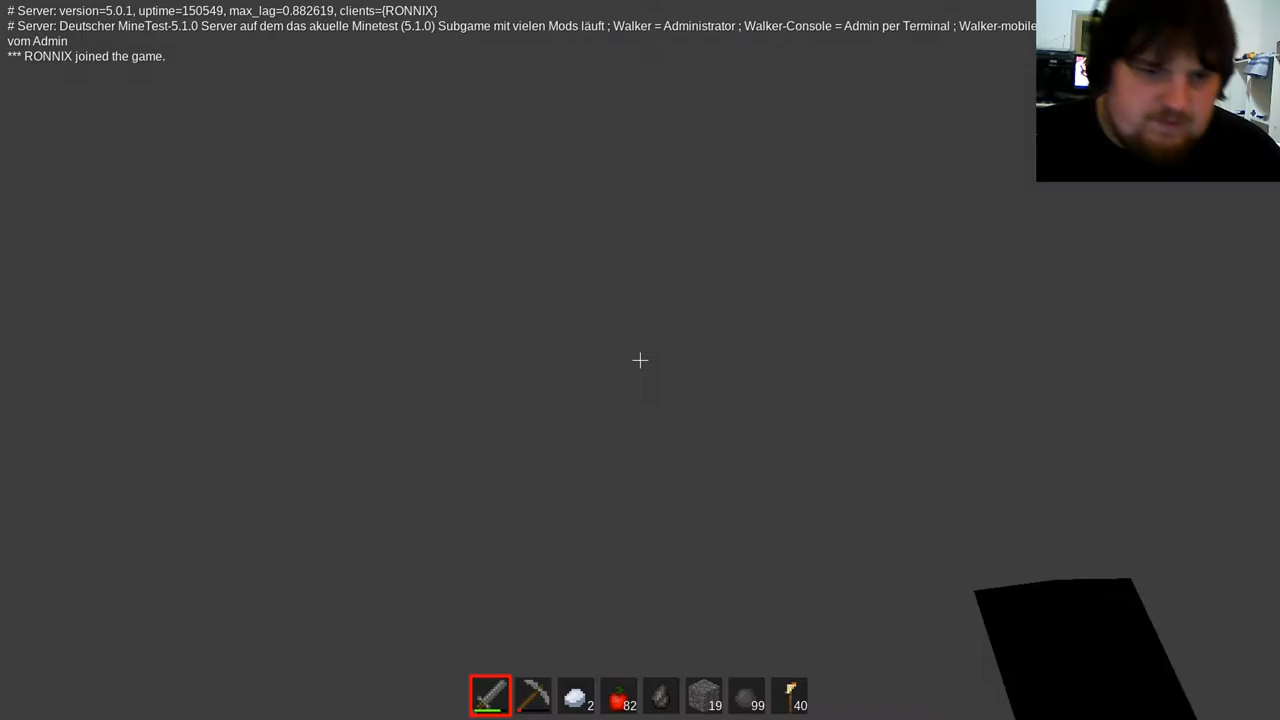 # Server: version=5.0.1, uptime=150549, max_lag=0.882619, clients={RONNIX}
# Server: Deutscher MineTest-5.1.0 Server auf dem das akuelle Minetest (5.1.0) Subgame mit vielen Mods läuft ; Walker = Administrator ; Walker-Console = Admin per Terminal ; Walker-mobile
vom Admin
*** RONNIX joined the game.
2
82
19
99
40